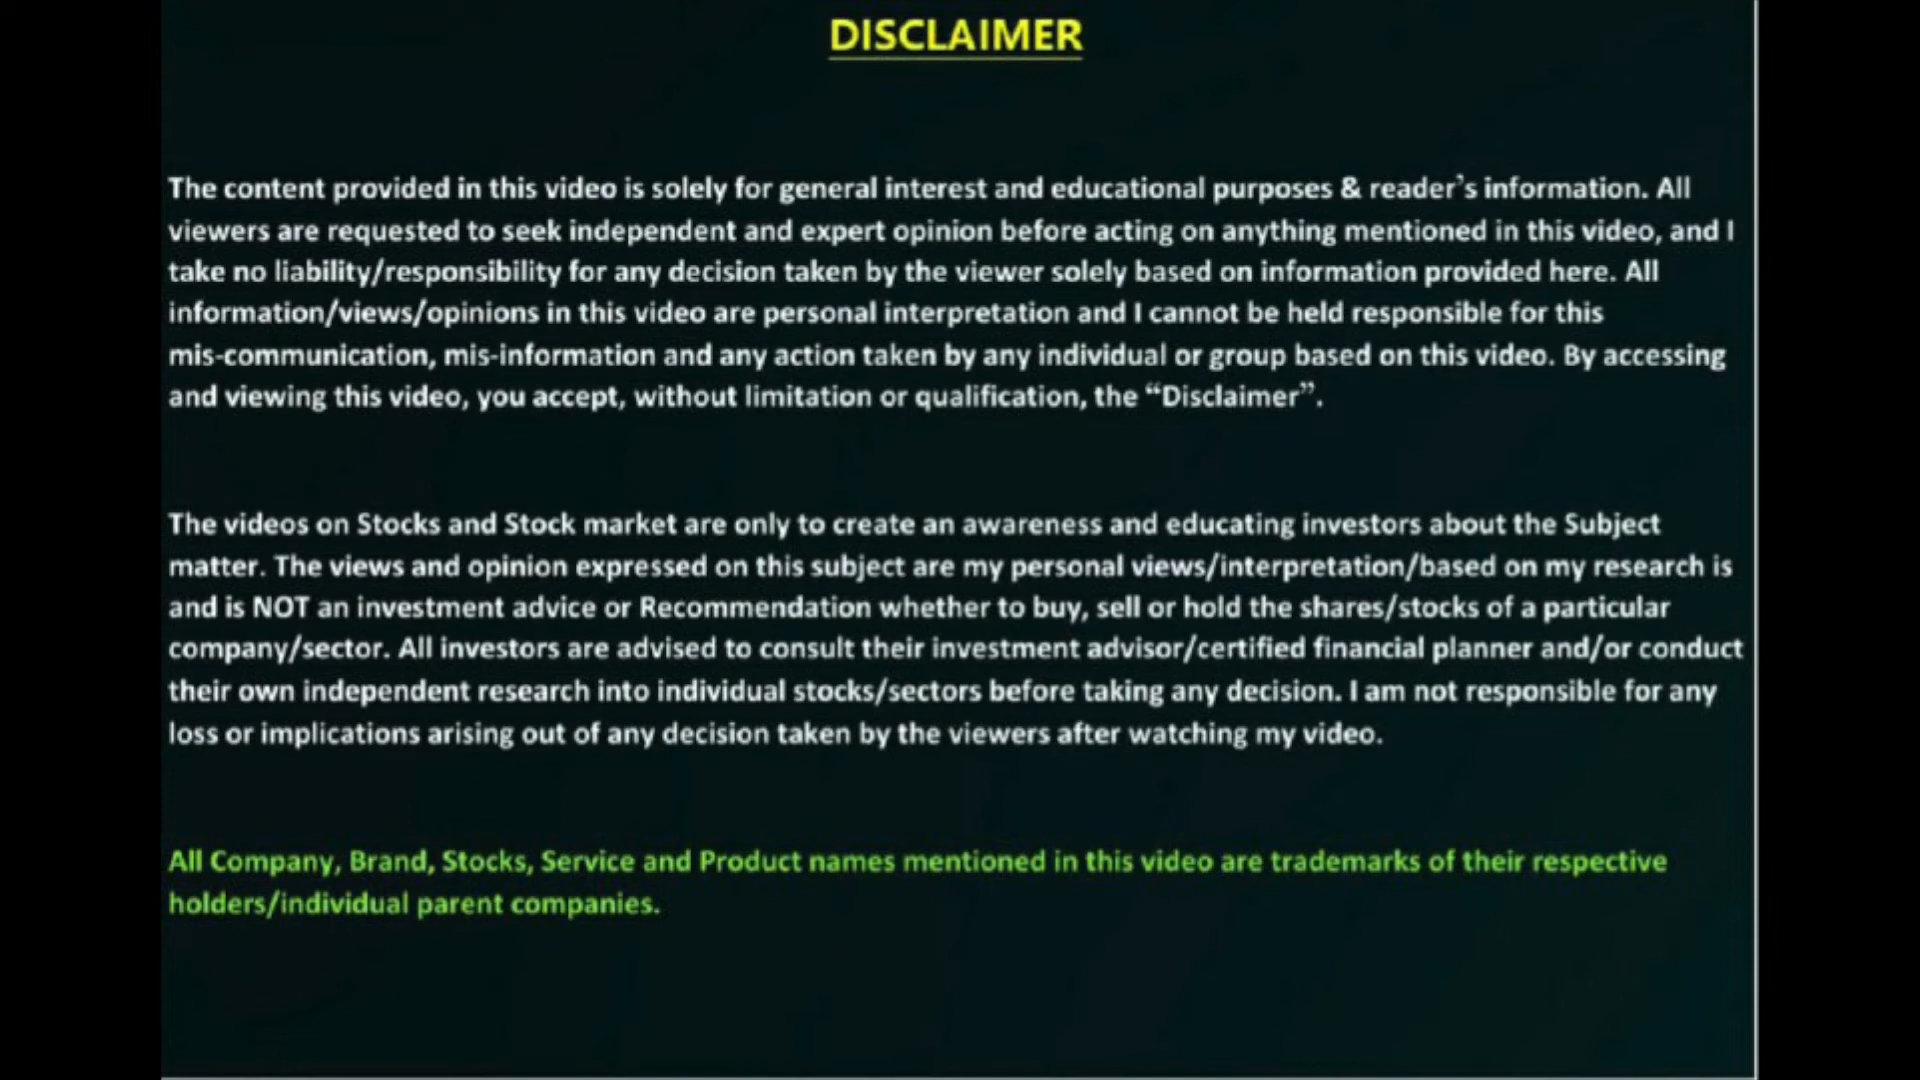 DISCLAIMER
The content provided in this video is solely for general interest and educational purposes & reader's information. All
viewers are requested to seek independent and expert opinion before acting on anything mentioned in this video, and I
take no liability/responsibility for any decision taken by the viewer solely based on information provided here. All
information/views/opinions in this video are personal interpretation and I cannot be held responsible for this
mis-communication, mis-information and any action taken by any individual or group based on this video. By accessing
and viewing this video, you accept, without limitation or qualification, the “Disclaimer”.
The videos on Stocks and Stock market are only to create an awareness and educating investors about the Subject
matter. The views and opinion expressed on this subject are my personal views/interpretation/based on my research is
and is NOT an investment advice or Recommendation whether to buy, sell or hold the shares/stocks of a particular
company/sector. All investors are advised to consult their investment advisor/certified financial planner and/or conduct
their own independent research into individual stocks/sectors before taking any decision. I am not responsible for any
loss or implications arising out of any decision taken by the viewers after watching my video.
All Company, Brand, Stocks, Service and Product names mentioned in this video are trademarks of their respective
holders/individual parent companies.